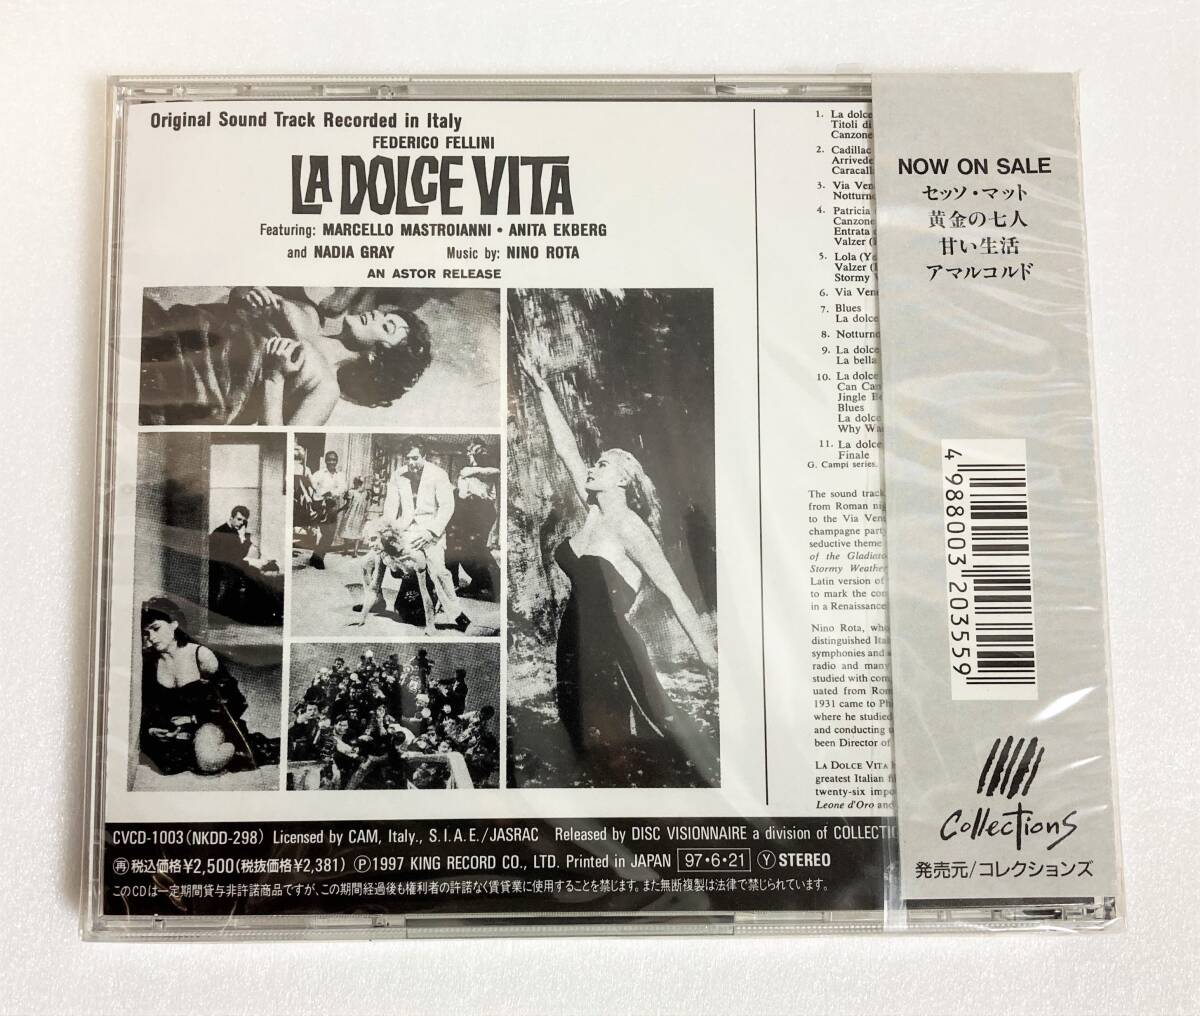 Original Sound Track Recorded in Italy
FEDERICO FELLINI
LA DOLCE VITA
Featuring: MARCELLO MASTROIANNI • ANITA EKBERG
and NADIA GRAY Music by: NINO ROTA
AN ASTOR RELEASE
1. La dolce
Titoli di
Canzone
2. Cadillac
Arrivede
Caracall
3. Via Ven
Notturn
4. Patricia
Canzone
Entrata
Valzer (
5. Lola (Ye
Valzer (
Stormy
6. Via Vene
7. Blues
La dolce
8. Notturno
9. La dolce
La bella
10. La dolce
Can Can
Jingle Be
Blues
La dolce
Why Wa
11. La dolce
Finale
G. Campi series.
The sound track
from Roman nig
to the Via Vene
champagne party
seductive theme
of the Gladiato
Stormy Weather
Latin version of
to mark the con
in a Renaissance
Nino Rota, who
distinguished Ita
symphonies and
radio and many
studied with com
uated from Rom
1931 came to Ph
where he studied
and conducting
been Director of
LA DOLCE VITA
greatest Italian fi
twenty-six impo
Leone d'Oro and
CVCD-1003(NKDD-298) Licensed by CAM, Italy., S.I.A.E./JASRAC Released by DISC VISIONNAIRE a division of COLLECTIO
再税込価格¥2,500(税抜価格¥2,381) Ⓟ1997 KING RECORD CO., LTD. Printed in JAPAN 97・6・21 Ⓨ STEREO
このCDは一定期間貸与非許諾商品ですが、この期間経過後も権利者の許諾なく賃貸業に使用することを禁じます。また無断複製は法律で禁じられています。
NOW ON SALE
セッソ・マット
黄金の七人
甘い生活
アマルコルド
4 988003 203559
Collections
発売元/コレクションズ